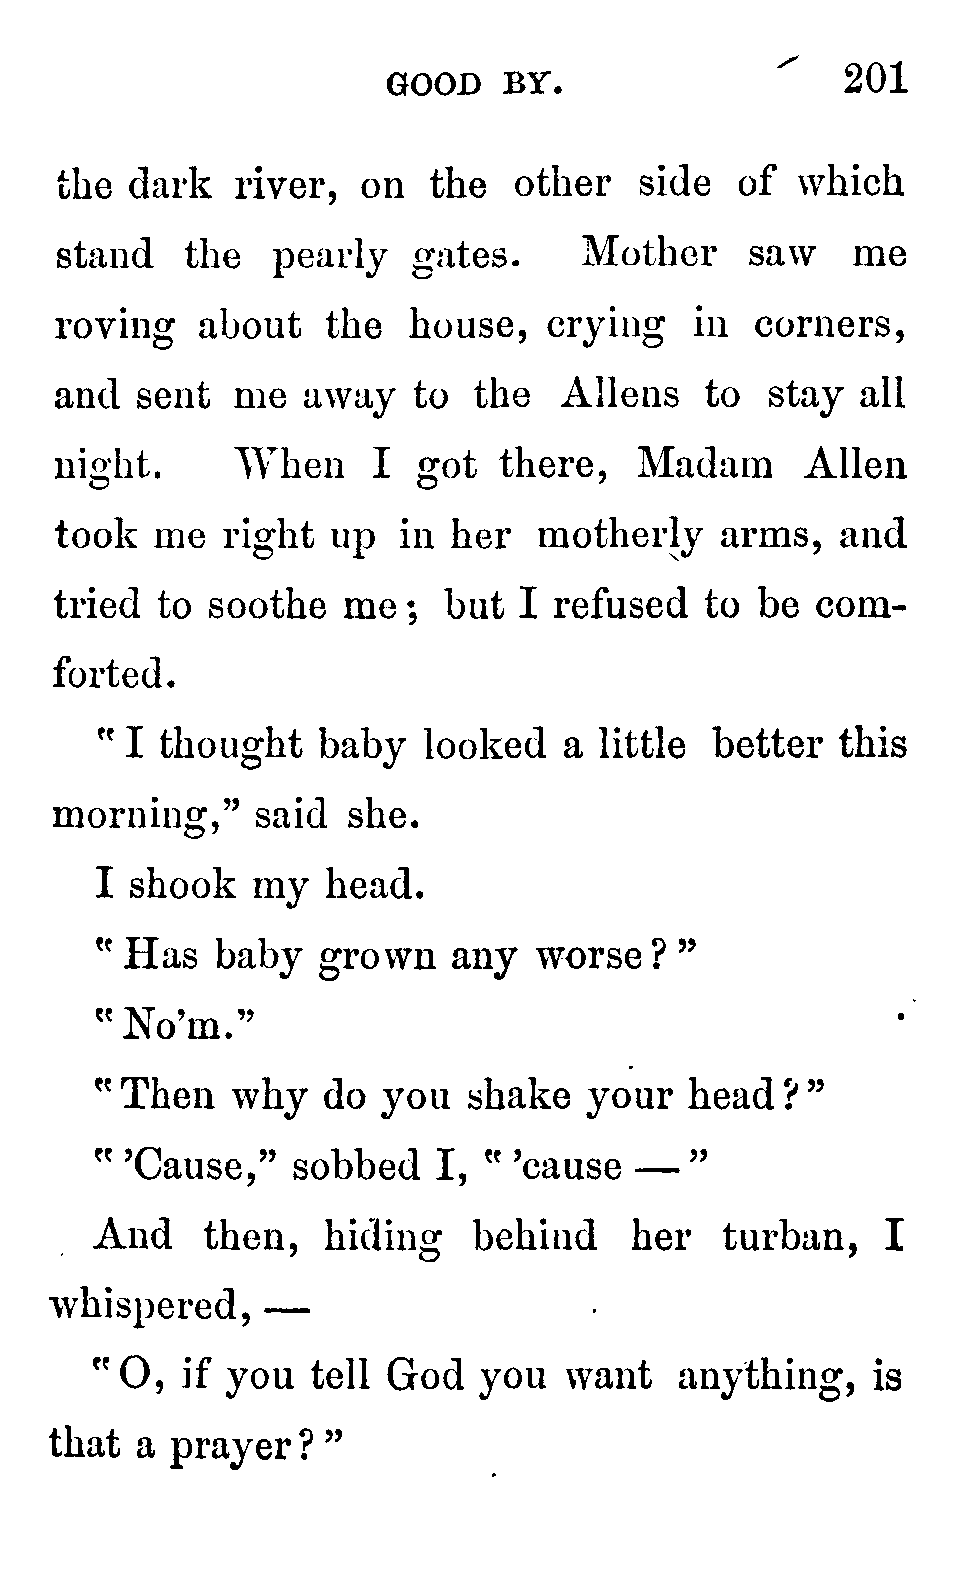 GOOD BY. 201
the dark river, on the other side of which
stand the pearly gates. Mother saw me
roving about the house, crying in corners,
and sent me away to the Allens to stay all
night. When I got there, Madam Allen
took me right up in her motherly arms, and
tried to soothe me; but I refused to be com-
forted.
"I thought baby looked a little better this
morning," said she.
I shook my head.
"Has baby grown any worse?"
"No'm."
"Then why do you shake your head?"
"'Cause," sobbed I, "'cause —"
And then, hiding behind her turban, I
whispered, —
"O, if you tell God you want anything, is
that a prayer?"